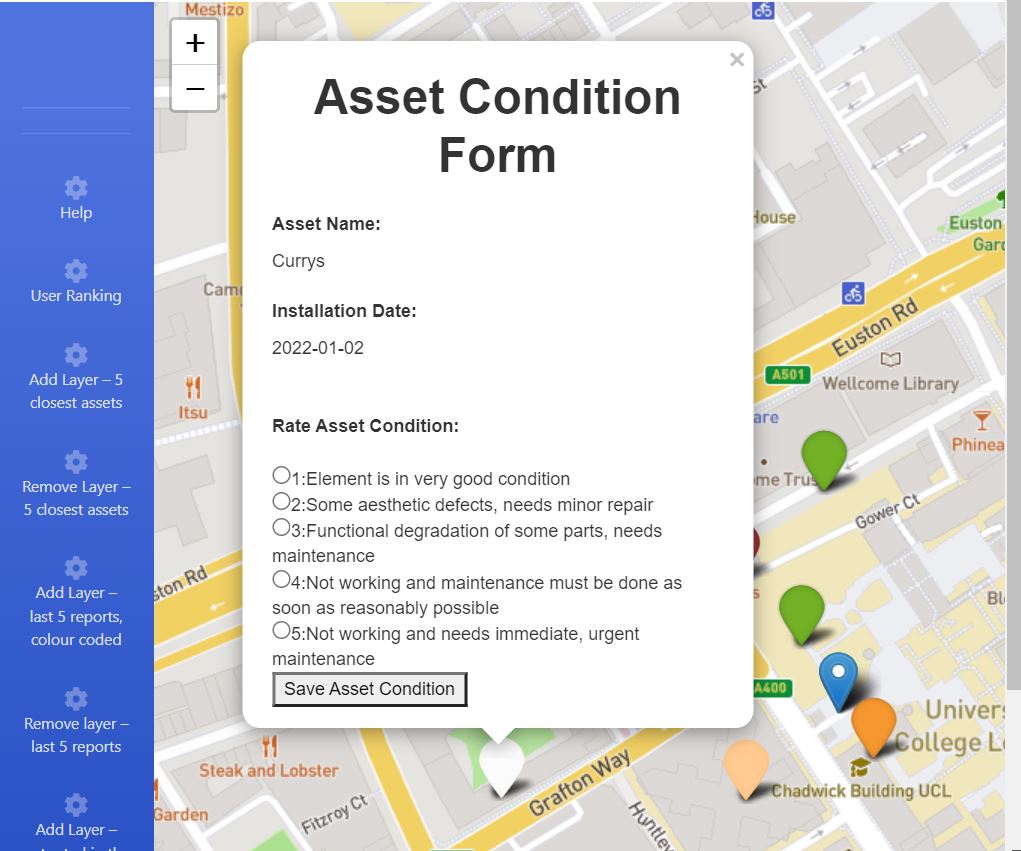 Help
User Ranking
Add Layer – 5
closest assets
Remove Layer –
5 closest assets
Add Layer –
last 5 reports,
colour coded
Remove layer –
last 5 reports
Add Layer –
Mestizo
+
−
×
Asset Condition
Form
Asset Name:
Currys
Installation Date:
2022-01-02
Rate Asset Condition:
1:Element is in very good condition
2:Some aesthetic defects, needs minor repair
3:Functional degradation of some parts, needs
maintenance
4:Not working and maintenance must be done as
soon as reasonably possible
5:Not working and needs immediate, urgent
maintenance
Save Asset Condition
St
House
Euston
Gard
Cam
Euston Rd
A501
Wellcome Library
Itsu
are
Phinea
me Trus
Gower Ct
ston Rd
s
Bl
A400
Univers
College Lo
Steak and Lobster
Chadwick Building UCL
Garden
Fitzroy Ct
Grafton Way
Huntley